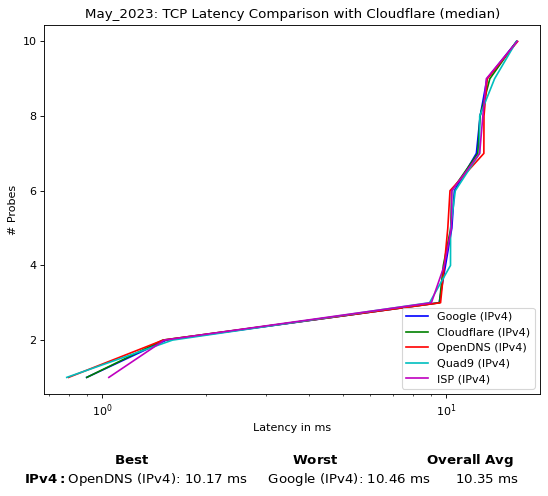 May_2023: TCP Latency Comparison with Cloudflare (median)
10
8
6
4
2
# Probes
10⁰
10¹
Latency in ms
Google (IPv4)
Cloudflare (IPv4)
OpenDNS (IPv4)
Quad9 (IPv4)
ISP (IPv4)
Best Worst Overall Avg
IPv4: OpenDNS (IPv4): 10.17 ms Google (IPv4): 10.46 ms 10.35 ms